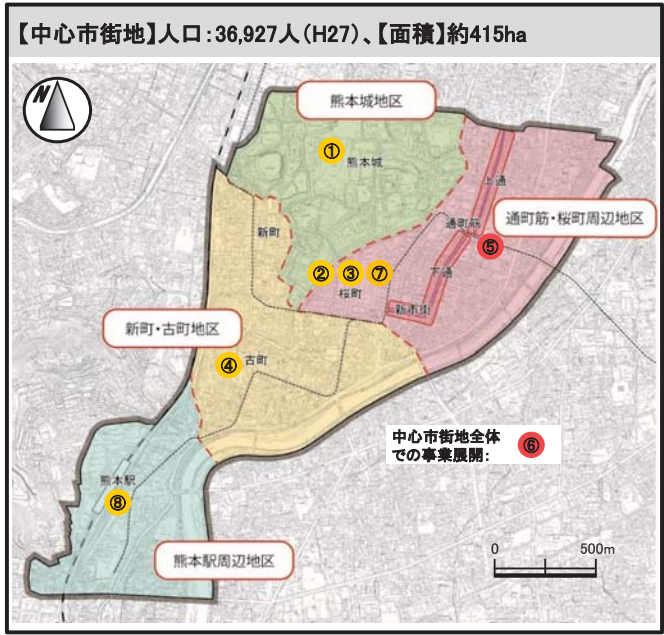 【中心市街地】人口：36,927人（H27）、【面積】約415ha
N
熊本城地区
①
熊本城
上通
新町
通町筋
通町筋・桜町周辺地区
⑤
② ③ ⑦
下通
桜町
新市街
新町・古町地区
④
古町
中心市街地全体
での事業展開：
⑥
熊本駅
⑧
熊本駅周辺地区
0 500m